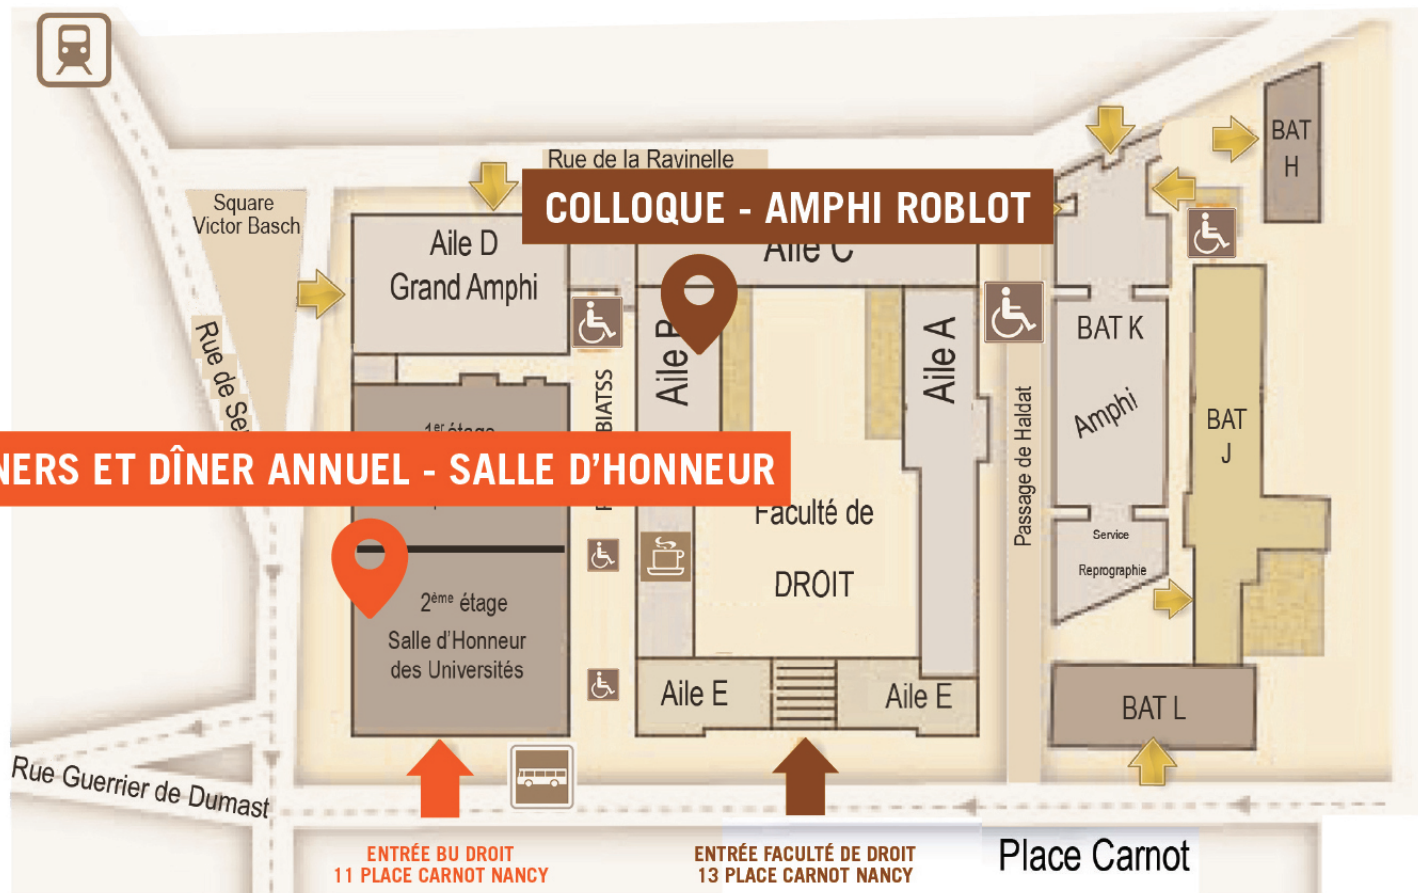 Rue de la Ravinelle
COLLOQUE - AMPHI ROBLOT
BAT
H
Square
Victor Basch
Aile D
Grand Amphi
Aile C
Aile B
Aile A
BAT K
Amphi
BAT
J
Rue de
BIATSS
Passage de Haldat
1er étage
NERS ET DÎNER ANNUEL - SALLE D'HONNEUR
Faculté de
DROIT
Service
Reprographie
2ème étage
Salle d'Honneur
des Universités
Aile E
Aile E
BAT L
Rue Guerrier de Dumast
ENTRÉE BU DROIT
11 PLACE CARNOT NANCY
ENTRÉE FACULTÉ DE DROIT
13 PLACE CARNOT NANCY
Place Carnot